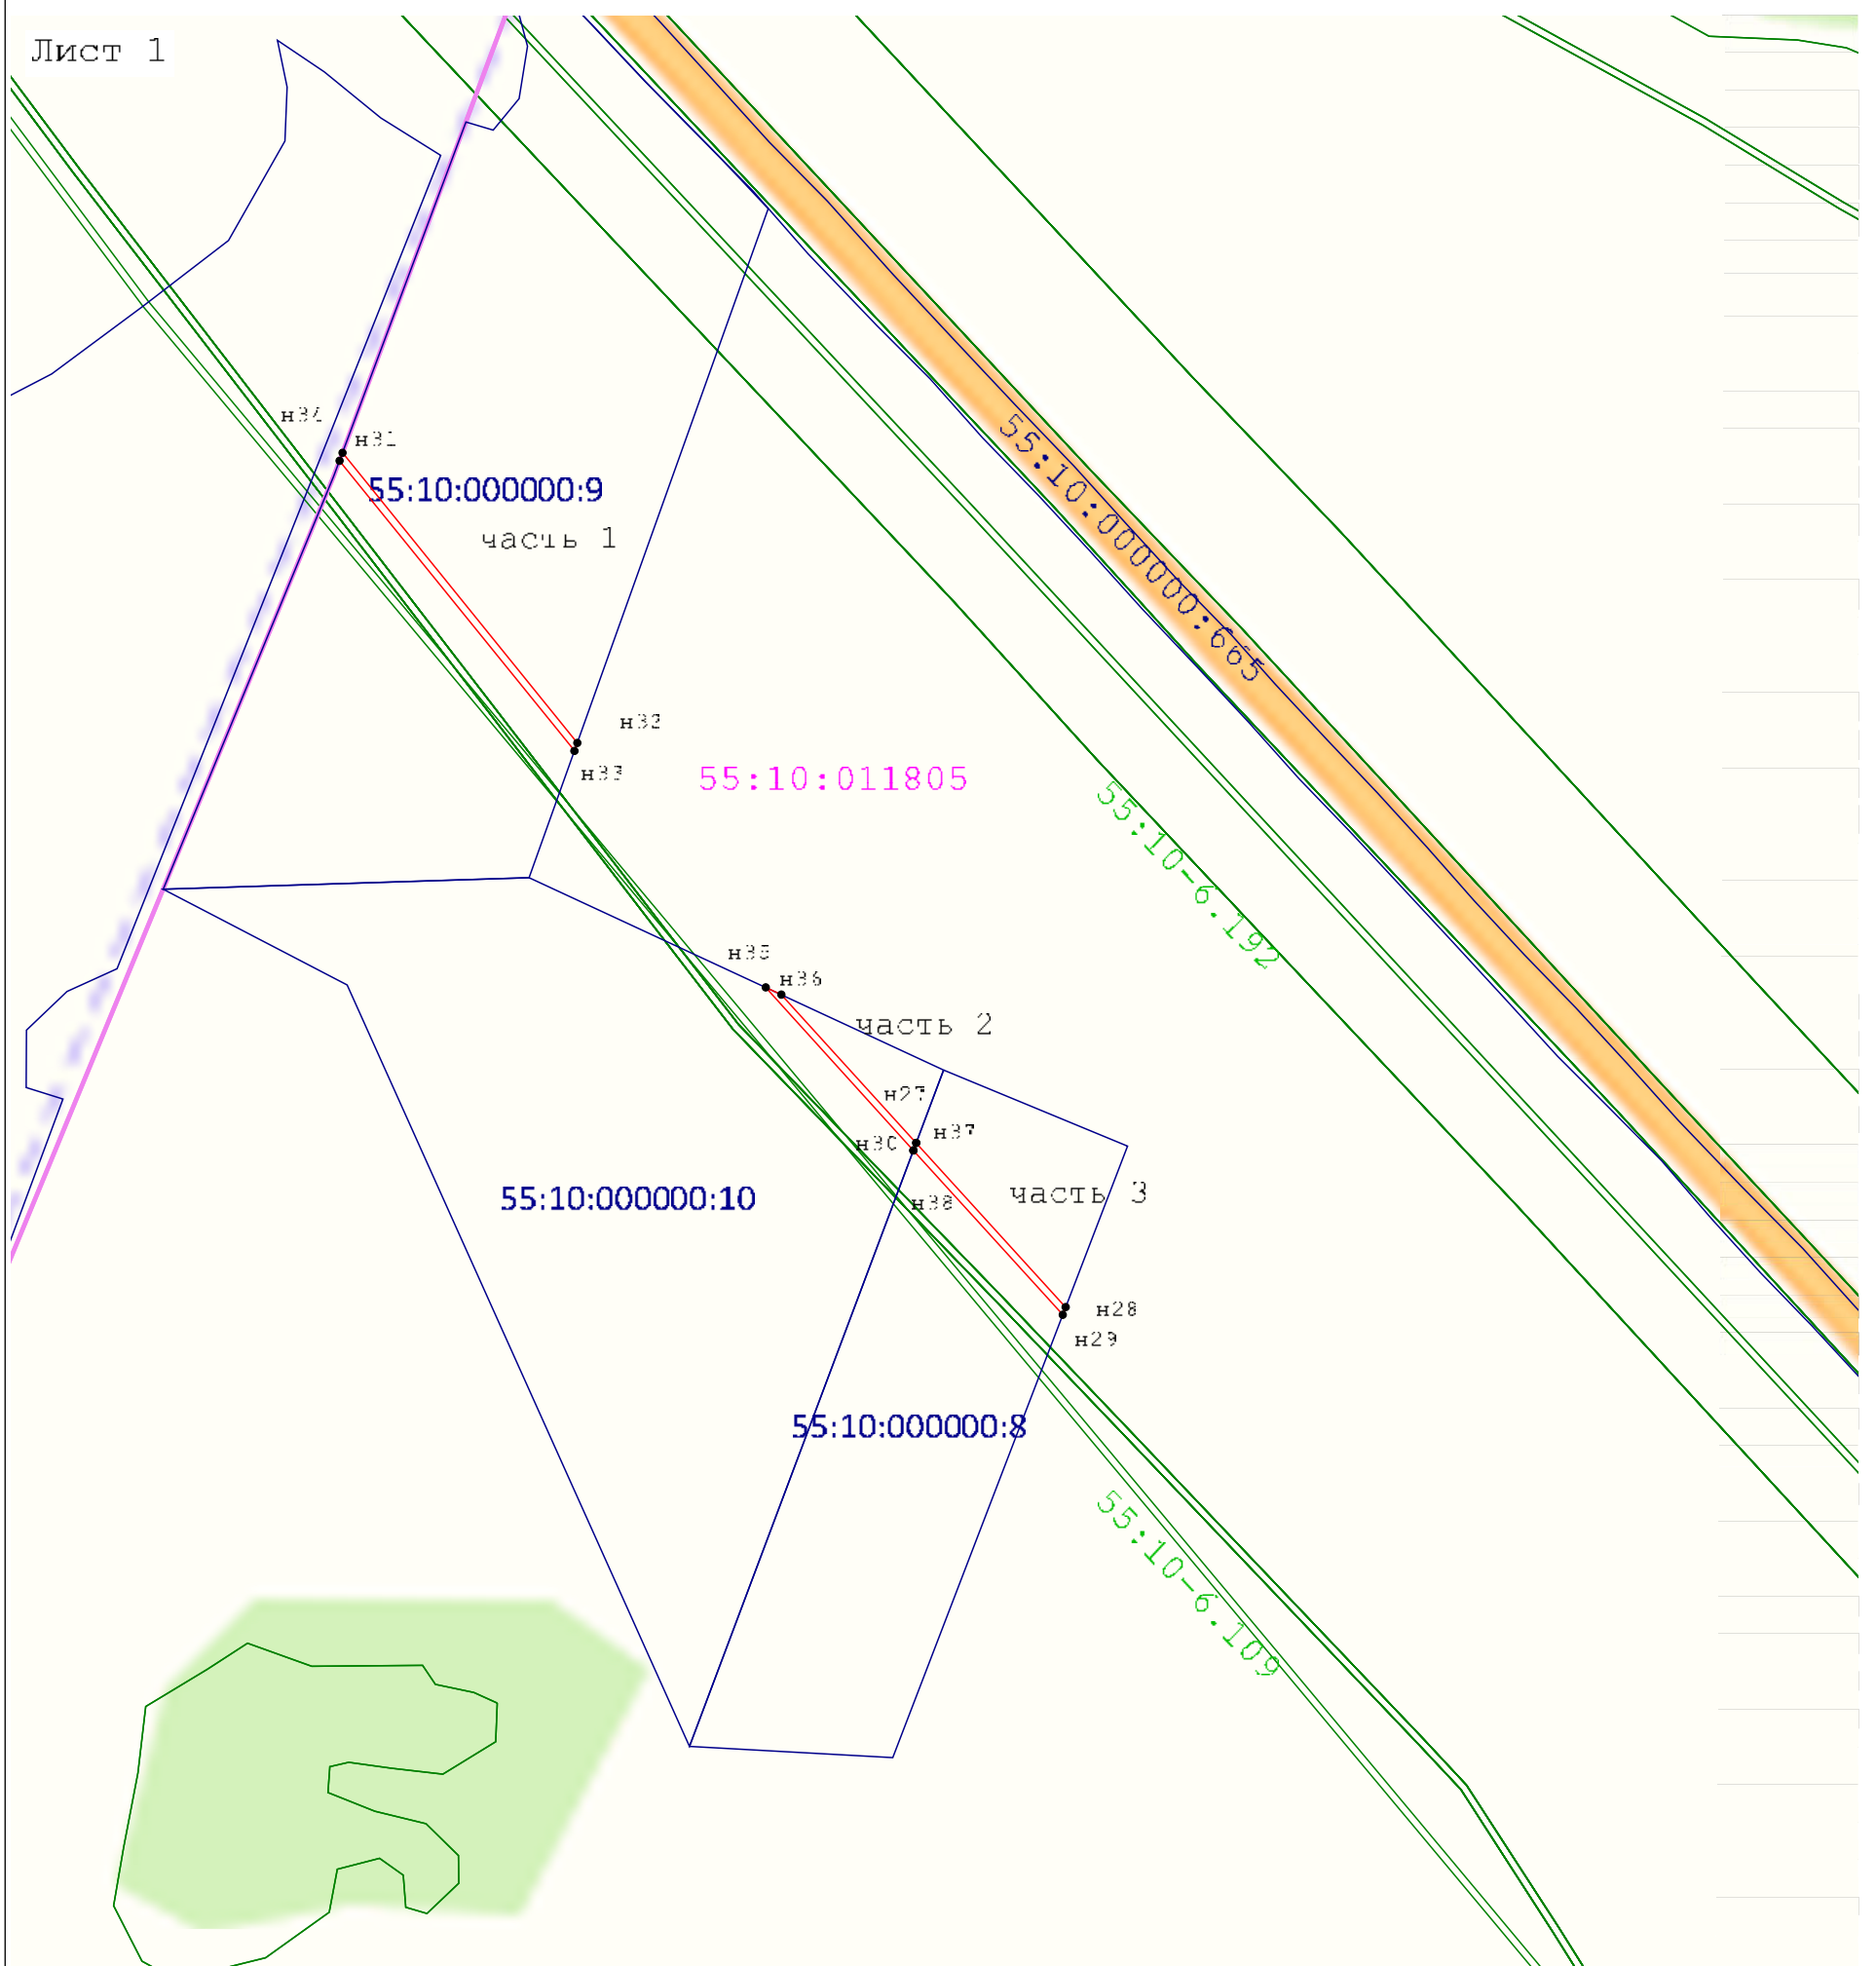 Лист 1
н34
н31
55:10:000000:9
часть 1
55:10:000000:665
н32
н33
55:10:011805
55:10-6.192
н35
н36
часть 2
н27
н37
н30
часть 3
55:10:000000:10
н38
н28
н29
55:10:000000:8
55:10-6.109